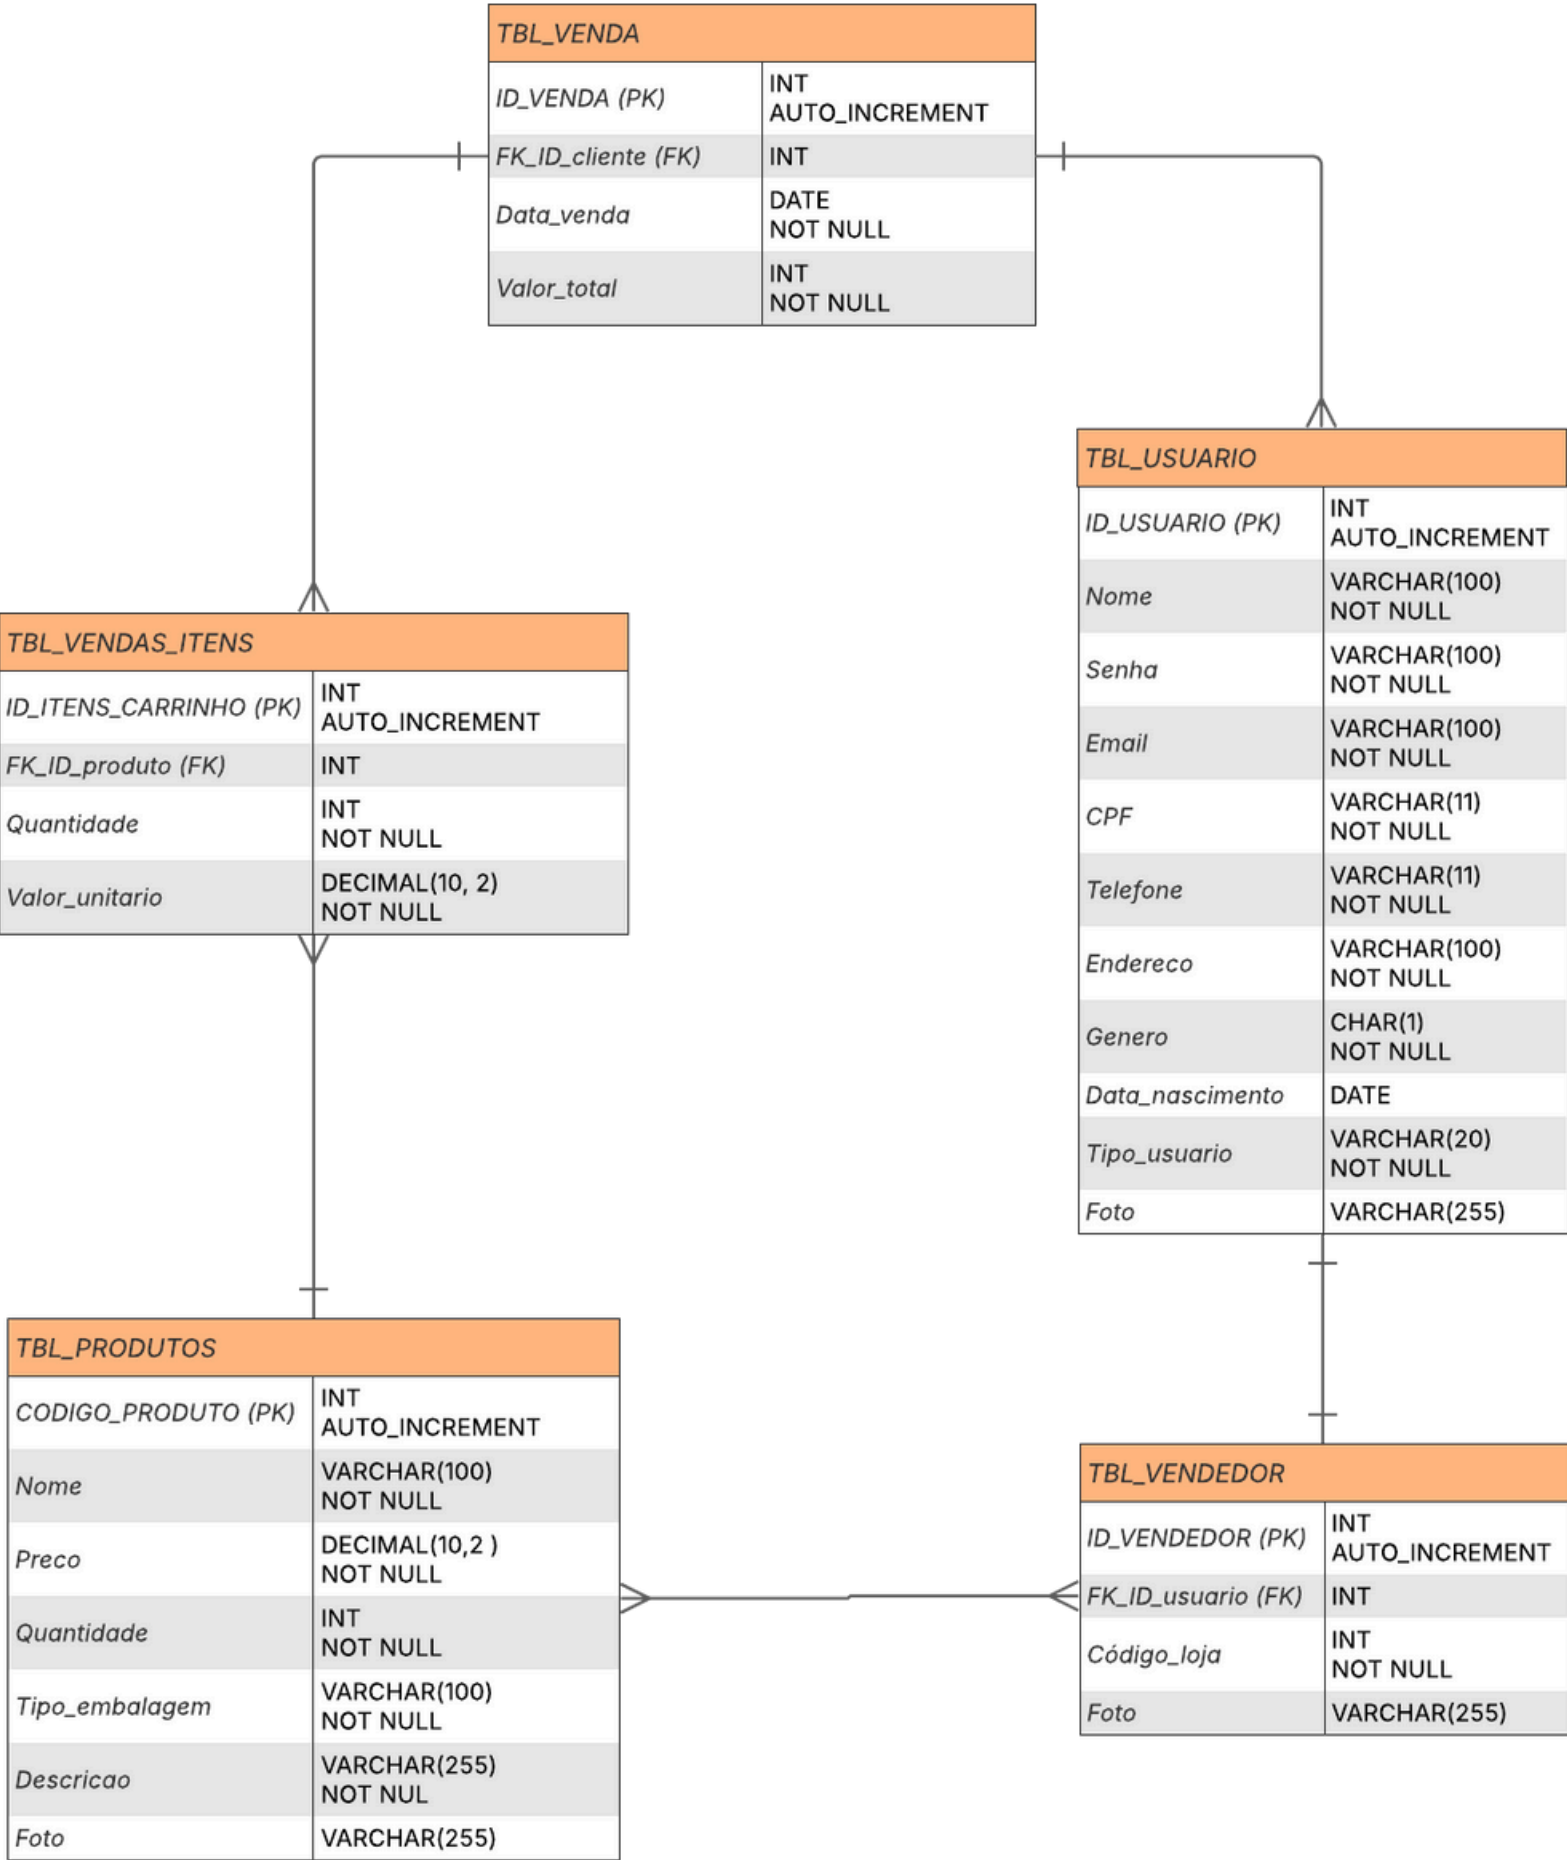 TBL_VENDA
ID_VENDA (PK)
INT
AUTO_INCREMENT
FK_ID_cliente (FK)
INT
Data_venda
DATE
NOT NULL
Valor_total
INT
NOT NULL
TBL_USUARIO
ID_USUARIO (PK)
INT
AUTO_INCREMENT
Nome
VARCHAR(100)
NOT NULL
Senha
VARCHAR(100)
NOT NULL
Email
VARCHAR(100)
NOT NULL
CPF
VARCHAR(11)
NOT NULL
Telefone
VARCHAR(11)
NOT NULL
Endereco
VARCHAR(100)
NOT NULL
Genero
CHAR(1)
NOT NULL
Data_nascimento
DATE
Tipo_usuario
VARCHAR(20)
NOT NULL
Foto
VARCHAR(255)
TBL_VENDAS_ITENS
ID_ITENS_CARRINHO (PK)
INT
AUTO_INCREMENT
FK_ID_produto (FK)
INT
Quantidade
INT
NOT NULL
Valor_unitario
DECIMAL(10, 2)
NOT NULL
TBL_PRODUTOS
CODIGO_PRODUTO (PK)
INT
AUTO_INCREMENT
Nome
VARCHAR(100)
NOT NULL
Preco
DECIMAL(10,2 )
NOT NULL
Quantidade
INT
NOT NULL
Tipo_embalagem
VARCHAR(100)
NOT NULL
Descricao
VARCHAR(255)
NOT NUL
Foto
VARCHAR(255)
TBL_VENDEDOR
ID_VENDEDOR (PK)
INT
AUTO_INCREMENT
FK_ID_usuario (FK)
INT
Código_loja
INT
NOT NULL
Foto
VARCHAR(255)